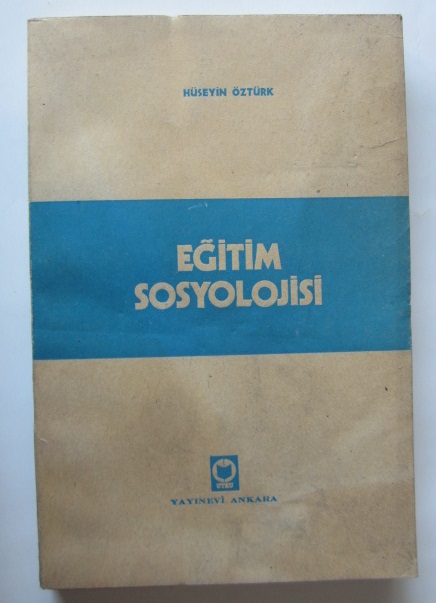 HÜSEYİN ÖZTÜRK
EĞİTİM
SOSYOLOJİSİ
YAYINEVİ ANKARA